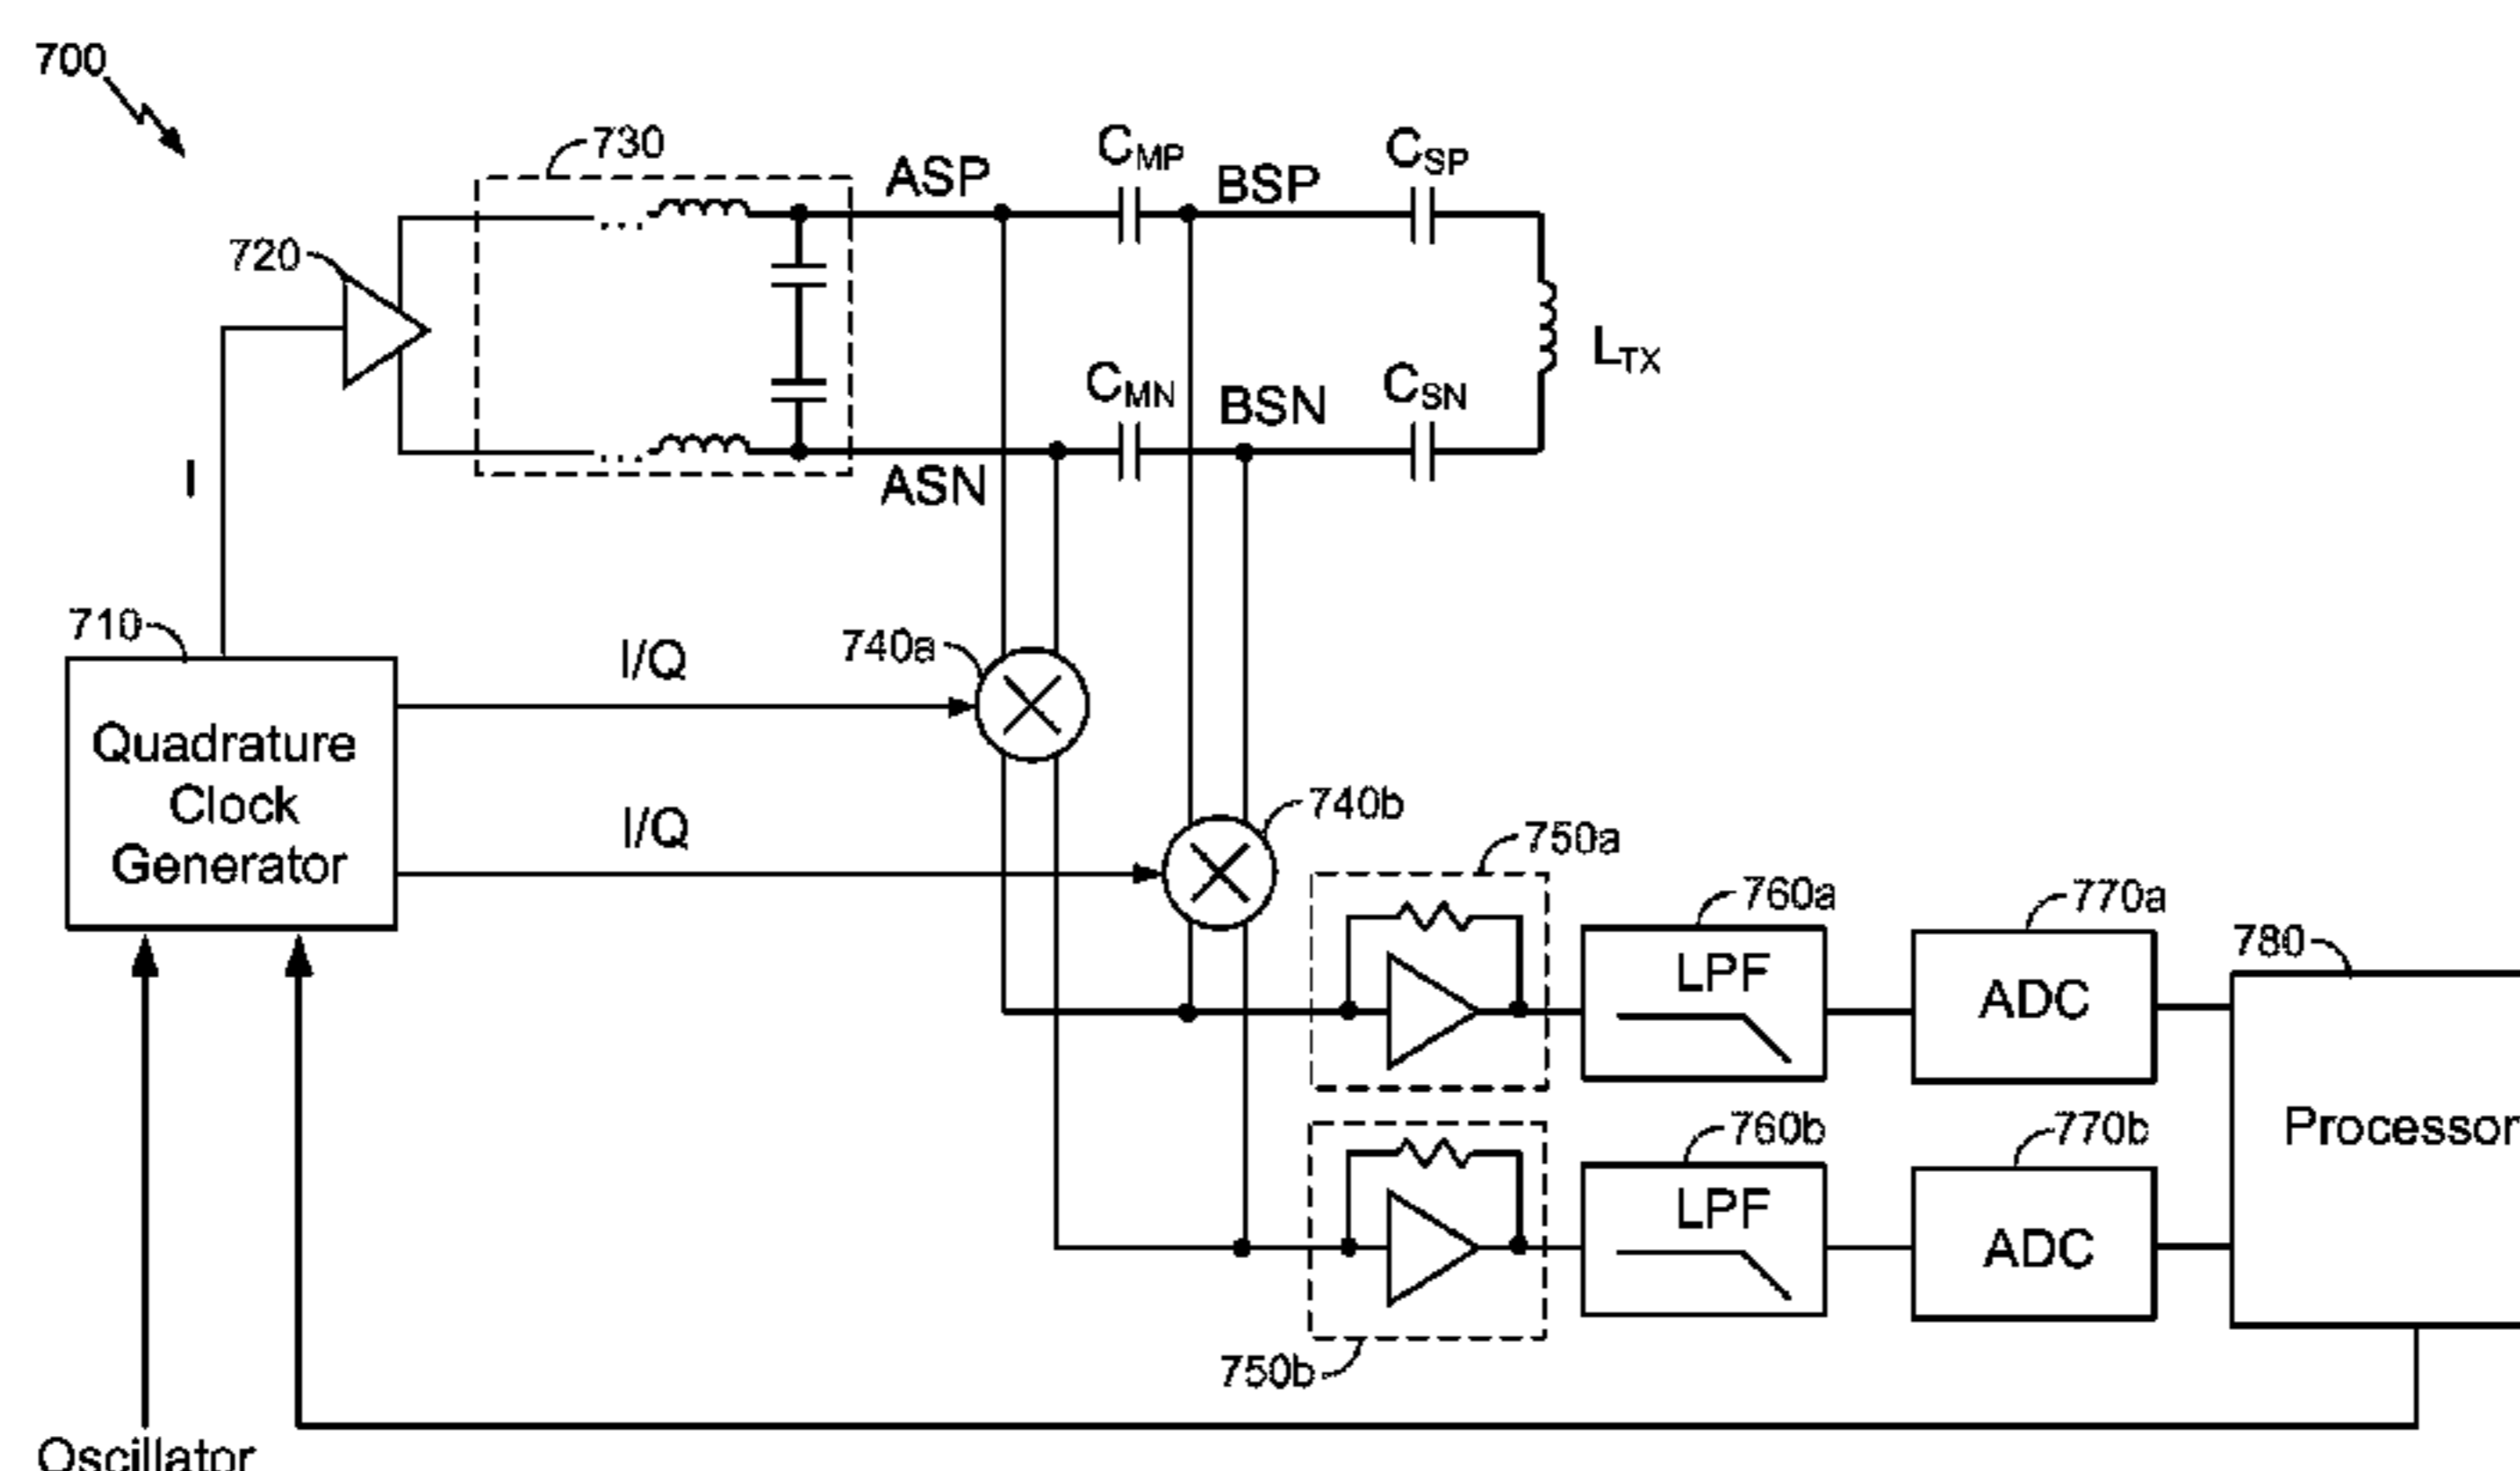 700
730
ASP
CMP
BSP
CSP
720
LTX
CMN
BSN
CSN
I
ASN
710
I/Q
740a
Quadrature
Clock
Generator
I/Q
740b
750a
760a
770a
780
LPF
ADC
Processor
760b
770b
LPF
ADC
750b
Oscillator